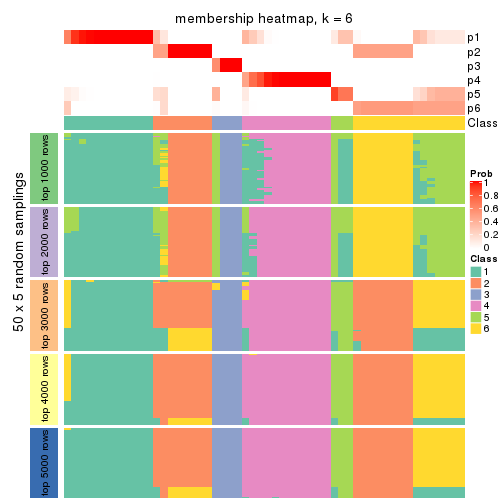 membership heatmap, k = 6
p1
p2
p3
p4
p5
p6
Class
50 x 5 random samplings
top 1000 rows
top 2000 rows
top 3000 rows
top 4000 rows
top 5000 rows
Prob
1
0.8
0.6
0.4
0.2
0
Class
1
2
3
4
5
6